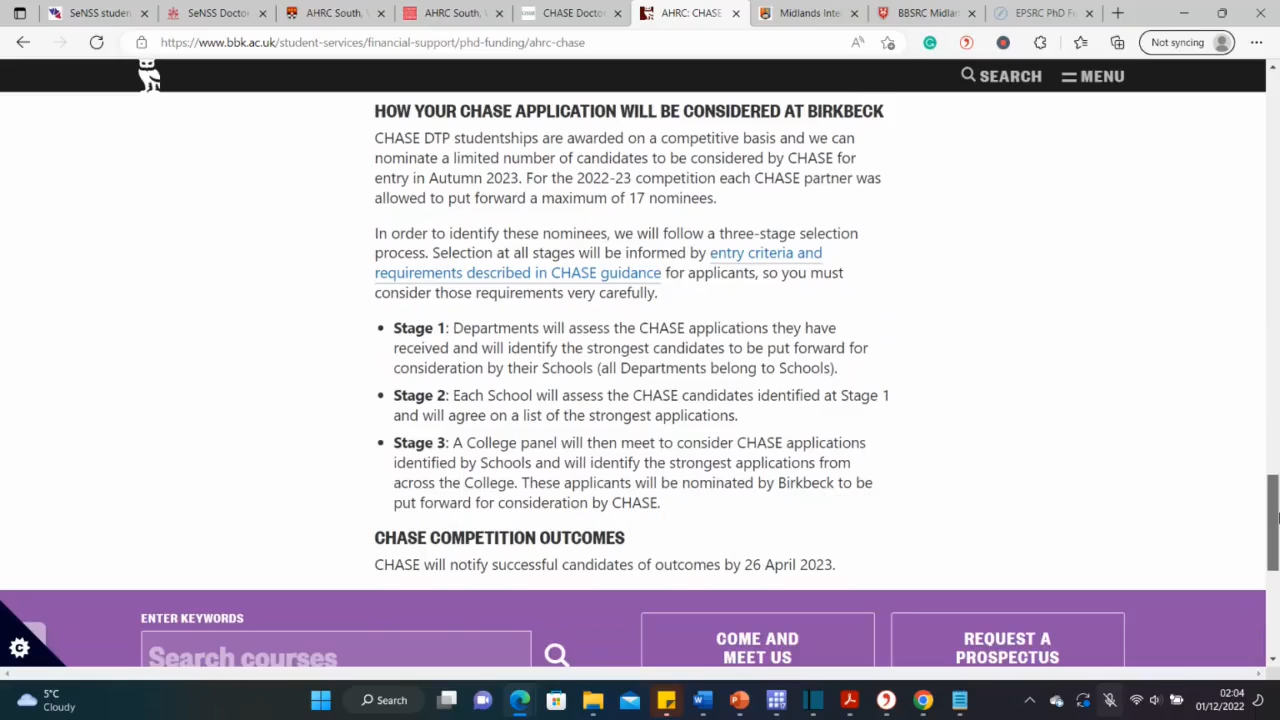 SeNSS studen
SeNSS Doctor
AHRC South, V
AHRC South, V
CHASE Doctor
AHRC: CHASE
Midlands Inte
BBSRC Midlan
EPSRC PhD Fu
https://www.bbk.ac.uk/student-services/financial-support/phd-funding/ahrc-chase
Not syncing
SEARCH
MENU
HOW YOUR CHASE APPLICATION WILL BE CONSIDERED AT BIRKBECK
CHASE DTP studentships are awarded on a competitive basis and we can
nominate a limited number of candidates to be considered by CHASE for
entry in Autumn 2023. For the 2022-23 competition each CHASE partner was
allowed to put forward a maximum of 17 nominees.
In order to identify these nominees, we will follow a three-stage selection
process. Selection at all stages will be informed by entry criteria and
requirements described in CHASE guidance for applicants, so you must
consider those requirements very carefully.
• Stage 1: Departments will assess the CHASE applications they have
received and will identify the strongest candidates to be put forward for
consideration by their Schools (all Departments belong to Schools).
• Stage 2: Each School will assess the CHASE candidates identified at Stage 1
and will agree on a list of the strongest applications.
• Stage 3: A College panel will then meet to consider CHASE applications
identified by Schools and will identify the strongest applications from
across the College. These applicants will be nominated by Birkbeck to be
put forward for consideration by CHASE.
CHASE COMPETITION OUTCOMES
CHASE will notify successful candidates of outcomes by 26 April 2023.
ENTER KEYWORDS
Search courses
COME AND
MEET US
REQUEST A
PROSPECTUS
5°C
Cloudy
Search
02:04
01/12/2022